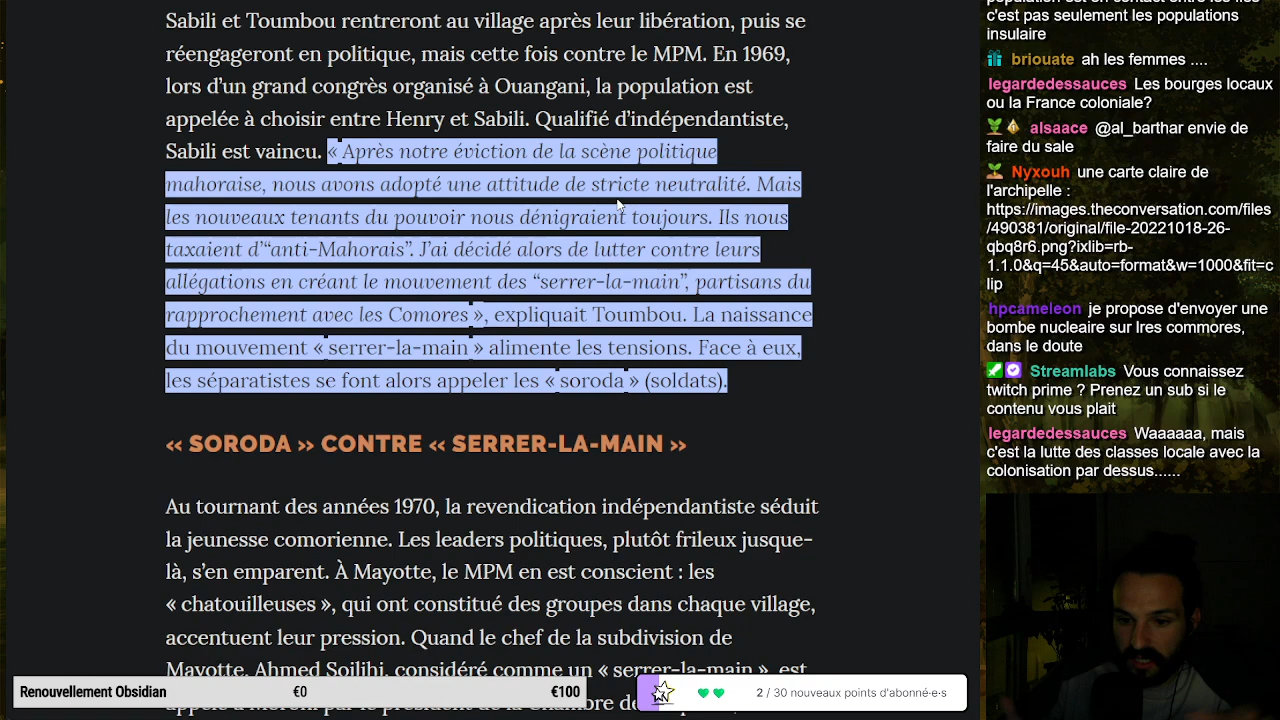 Sabili et Toumbou rentreront au village après leur libération, puis se
réengageront en politique, mais cette fois contre le MPM. En 1969,
lors d’un grand congrès organisé à Ouangani, la population est
appelée à choisir entre Henry et Sabili. Qualifié d’indépendantiste,
Sabili est vaincu. « Après notre éviction de la scène politique
mahoraise, nous avons adopté une attitude de stricte neutralité. Mais
les nouveaux tenants du pouvoir nous dénigraient toujours. Ils nous
taxaient d’“anti-Mahorais”. J’ai décidé alors de lutter contre leurs
allégations en créant le mouvement des “serrer-la-main”, partisans du
rapprochement avec les Comores », expliquait Toumbou. La naissance
du mouvement « serrer-la-main » alimente les tensions. Face à eux,
les séparatistes se font alors appeler les « soroda » (soldats).
« SORODA » CONTRE « SERRER-LA-MAIN »
Au tournant des années 1970, la revendication indépendantiste séduit
la jeunesse comorienne. Les leaders politiques, plutôt frileux jusque-
là, s’en emparent. À Mayotte, le MPM en est conscient : les
« chatouilleuses », qui ont constitué des groupes dans chaque village,
accentuent leur pression. Quand le chef de la subdivision de
Mayotte, Ahmed Soilihi, considéré comme un « serrer-la-main », est
Renouvellement Obsidian €0 €100
2 / 30 nouveaux points d'abonné·e·s
c'est pas seulement les populations
insulaire
briouate ah les femmes ....
legardedessauces Les bourges locaux
ou la France coloniale?
alsaace @al_barthar envie de
faire du sale
Nyxouh une carte claire de
l'archipelle :
https://images.theconversation.com/files
/490381/original/file-20221018-26-
qbq8r6.png?ixlib=rb-
1.1.0&q=45&auto=format&w=1000&fit=c
lip
hpcameleon je propose d'envoyer une
bombe nucleaire sur lres commores,
dans le doute
Streamlabs Vous connaissez
twitch prime ? Prenez un sub si le
contenu vous plait
legardedessauces Waaaaaa, mais
c'est la lutte des classes locale avec la
colonisation par dessus......